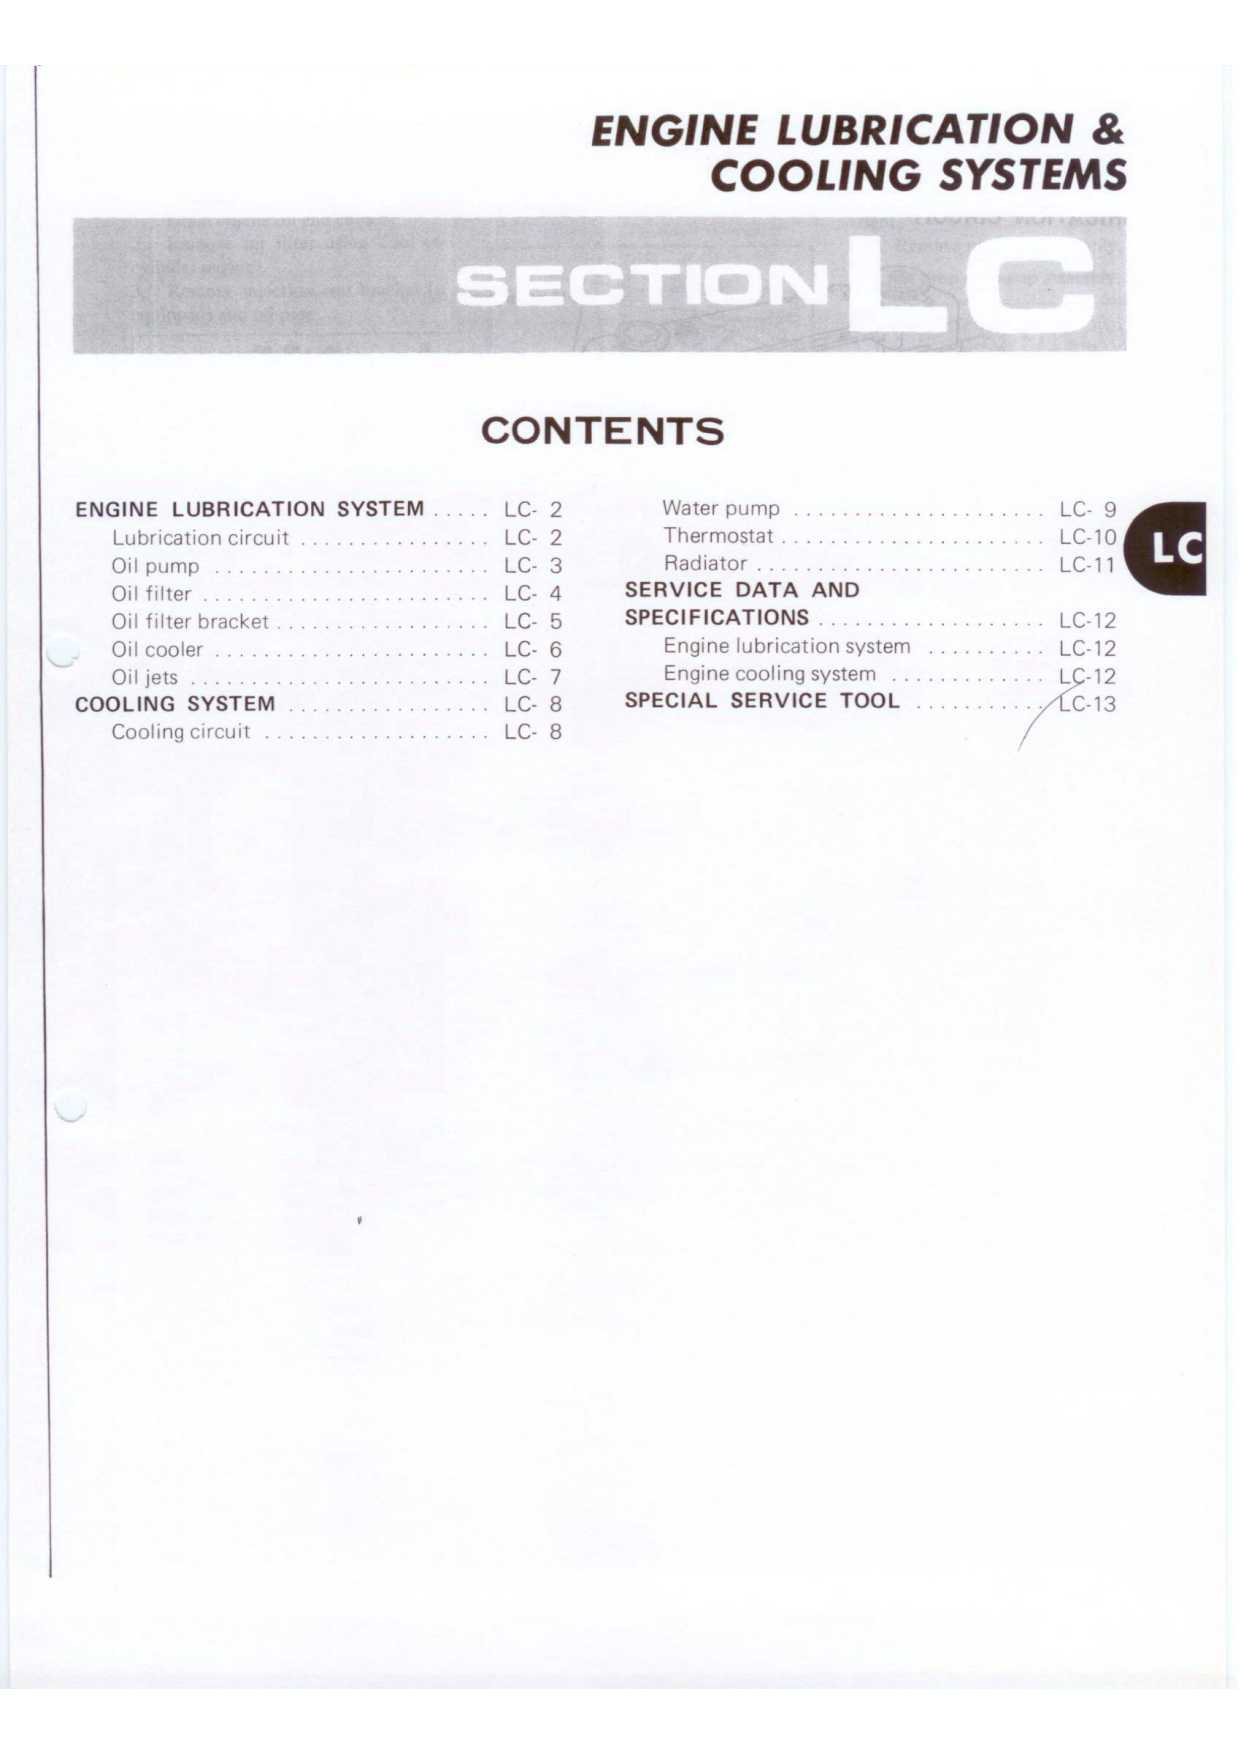 ENGINE LUBRICATION &
COOLING SYSTEMS
SECTION LC
CONTENTS
ENGINE LUBRICATION SYSTEM ..... LC- 2
Lubrication circuit ................ LC- 2
Oil pump ....................... LC- 3
Oil filter ........................ LC- 4
Oil filter bracket .................. LC- 5
Oil cooler ....................... LC- 6
Oil jets ......................... LC- 7
COOLING SYSTEM ................. LC- 8
Cooling circuit ................... LC- 8
Water pump ..................... LC- 9
Thermostat ...................... LC-10
Radiator ........................ LC-11
SERVICE DATA AND
SPECIFICATIONS ................... LC-12
Engine lubrication system .......... LC-12
Engine cooling system ............. LC-12
SPECIAL SERVICE TOOL ........... LC-13
LC